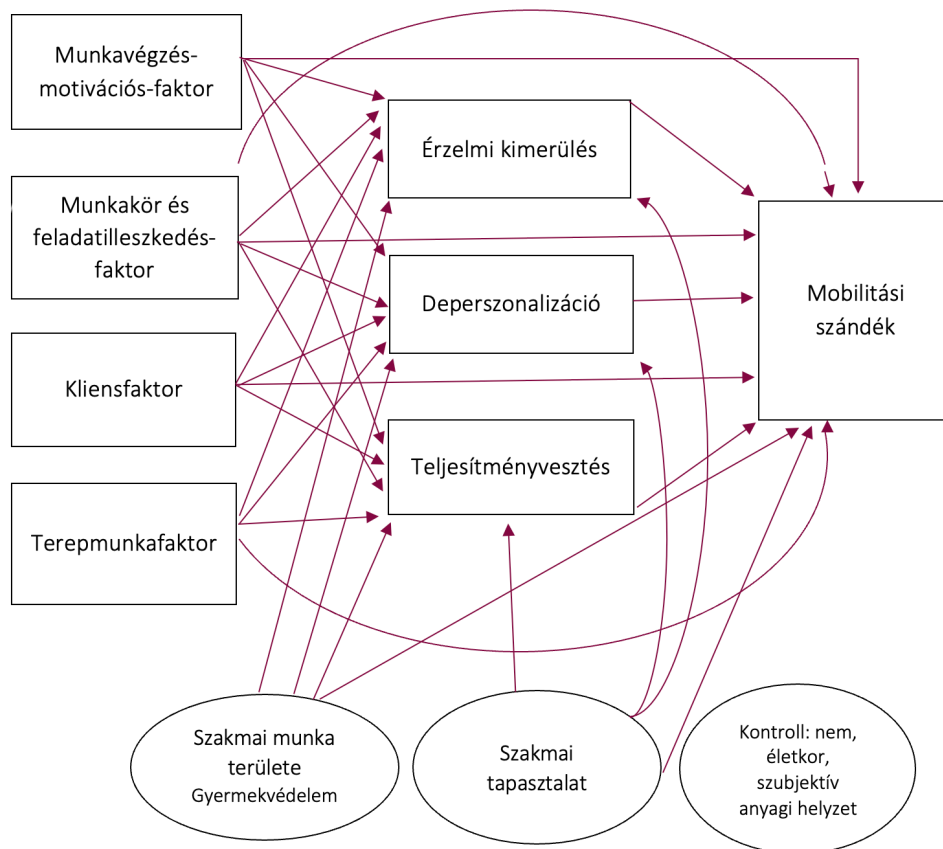 Munkavégzés-
motivációs-faktor
Munkakör és
feladatilleszkedés-
faktor
Kliensfaktor
Terepmunkafaktor
Érzelmi kimerülés
Deperszonalizáció
Teljesítményvesztés
Mobilitási
szándék
Szakmai munka
területe
Gyermekvédelem
Szakmai
tapasztalat
Kontroll: nem,
életkor,
szubjektív
anyagi helyzet